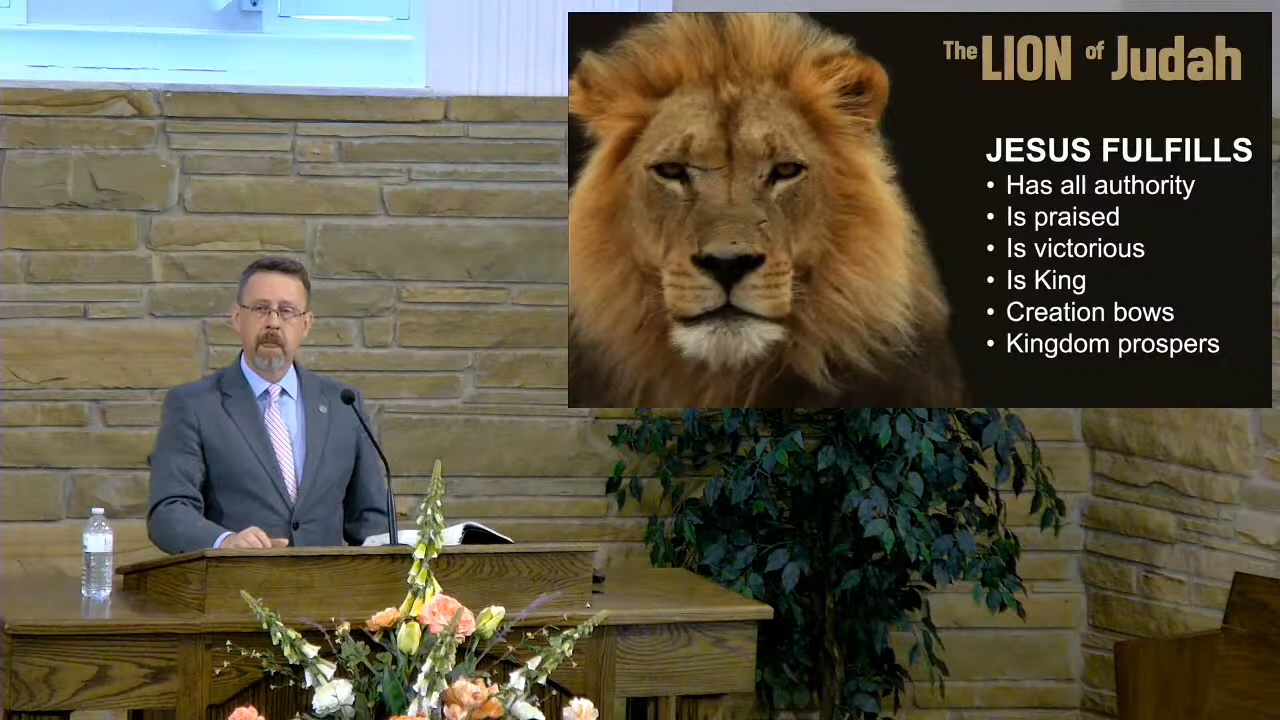 The LION of Judah
JESUS FULFILLS
• Has all authority
• Is praised
• Is victorious
• Is King
• Creation bows
• Kingdom prospers